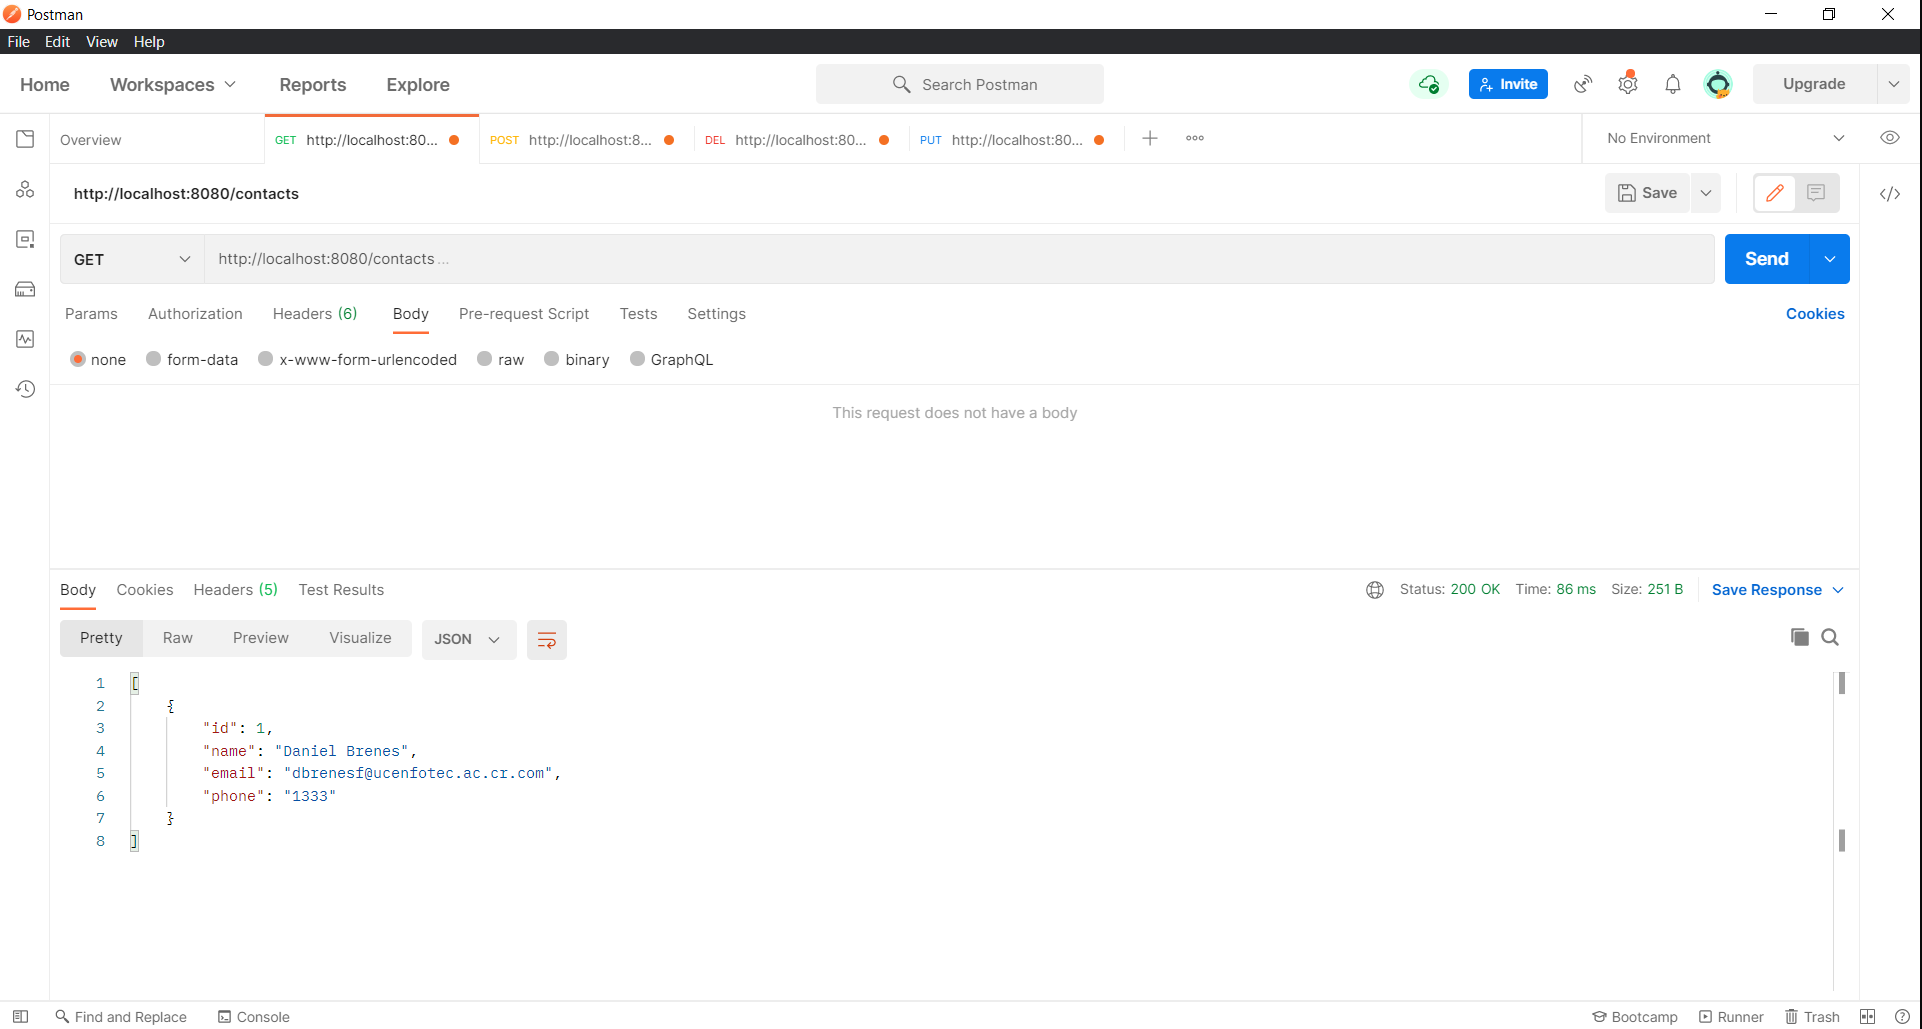 Postman
File Edit View Help
Home Workspaces Reports Explore Search Postman Invite Upgrade
Overview GET http://localhost:80... POST http://localhost:8... DEL http://localhost:80... PUT http://localhost:80... No Environment
http://localhost:8080/contacts Save
GET http://localhost:8080/contacts... Send
Params Authorization Headers (6) Body Pre-request Script Tests Settings Cookies
none form-data x-www-form-urlencoded raw binary GraphQL
This request does not have a body
Body Cookies Headers (5) Test Results Status: 200 OK Time: 86 ms Size: 251 B Save Response
Pretty Raw Preview Visualize JSON
1 [
2 {
3 "id": 1,
4 "name": "Daniel Brenes",
5 "email": "dbrenesf@ucenfotec.ac.cr.com",
6 "phone": "1333"
7 }
8 ]
Find and Replace Console Bootcamp Runner Trash